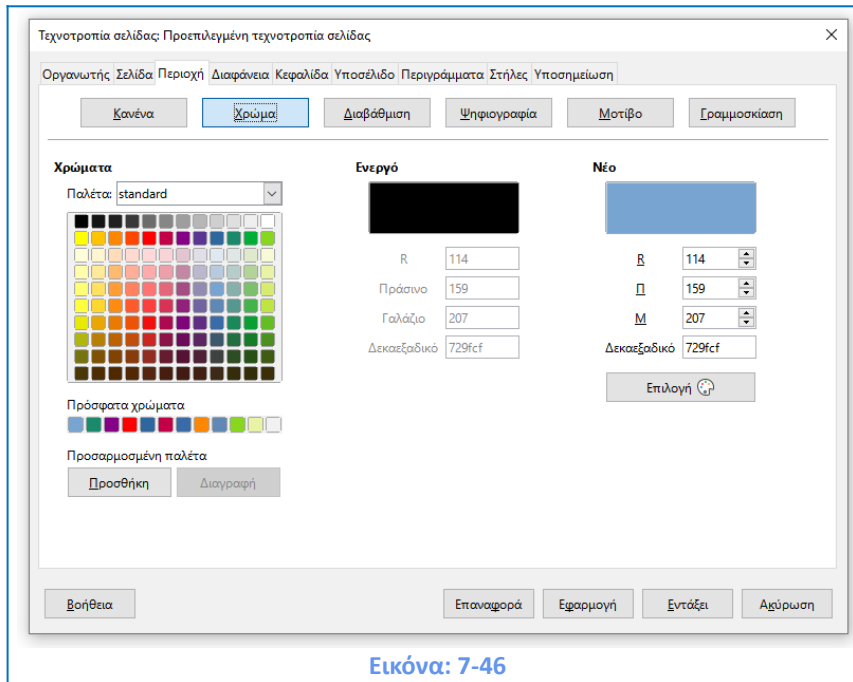 Τεχνοτροπία σελίδας: Προεπιλεγμένη τεχνοτροπία σελίδας
Οργανωτής Σελίδα Περιοχή Διαφάνεια Κεφαλίδα Υποσέλιδο Περιγράμματα Στήλες Υποσημείωση
Κανένα Χρώμα Διαβάθμιση Ψηφιογραφία Μοτίβο Γραμμοσκίαση
Χρώματα Ενεργό Νέο
Παλέτα: standard
R 114 R 114
Πράσινο 159 Π 159
Γαλάζιο 207 Μ 207
Δεκαεξαδικό 729fcf Δεκαεξαδικό 729fcf
Επιλογή
Πρόσφατα χρώματα
Προσαρμοσμένη παλέτα
Προσθήκη Διαγραφή
Βοήθεια Επαναφορά Εφαρμογή Εντάξει Ακύρωση
Εικόνα: 7-46